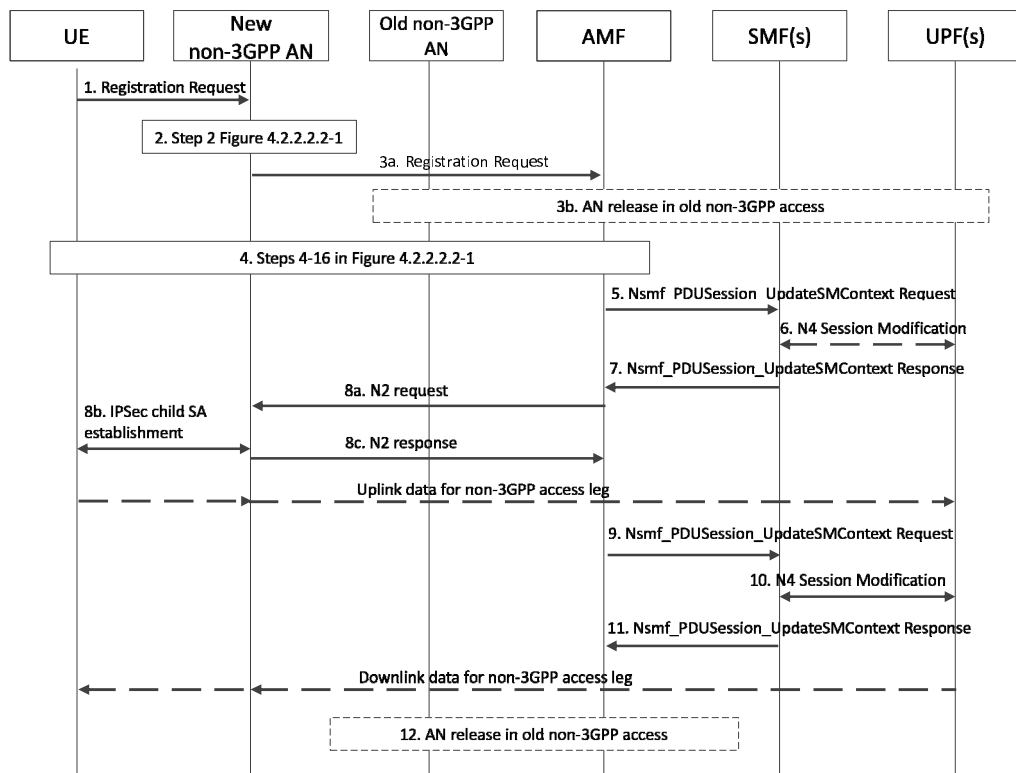 UE
New
non-3GPP AN
Old non-3GPP
AN
AMF
SMF(s)
UPF(s)
1. Registration Request
2. Step 2 Figure 4.2.2.2.2-1
3a. Registration Request
3b. AN release in old non-3GPP access
4. Steps 4-16 in Figure 4.2.2.2.2-1
5. Nsmf_PDUSession_UpdateSMContext Request
6. N4 Session Modification
7. Nsmf_PDUSession_UpdateSMContext Response
8a. N2 request
8b. IPSec child SA
establishment
8c. N2 response
Uplink data for non-3GPP access leg
9. Nsmf_PDUSession_UpdateSMContext Request
10. N4 Session Modification
11. Nsmf_PDUSession_UpdateSMContext Response
Downlink data for non-3GPP access leg
12. AN release in old non-3GPP access